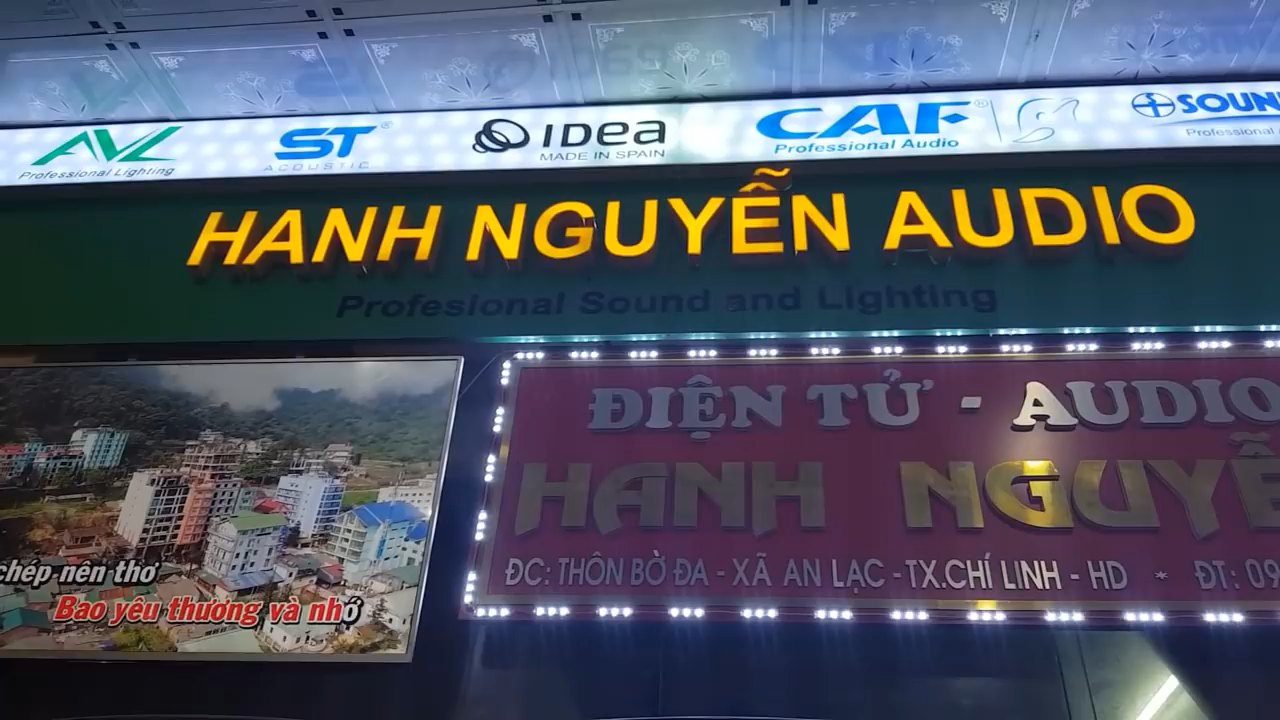 AVL ST® IDEA CAF® SOUN
Professional Lighting ACOUSTIC MADE IN SPAIN Professional Audio Professional
HANH NGUYỄN AUDIO
Profesional Sound and Lighting
ĐIỆN TỬ - AUDIO
HANH NGUYỄ
ĐC: THÔN BỜ ĐA - XÃ AN LẠC - TX.CHÍ LINH - HD * ĐT: 09
chép nên thơ
Bao yêu thương và nhớ